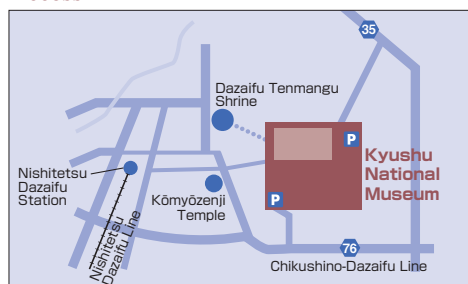 35
Dazaifu Tenmangu
Shrine
P
Kyushu
National
Museum
Nishitetsu
Dazaifu
Station
Kōmyōzenji
Temple
P
Nishitetsu
Dazaifu Line
76
Chikushino-Dazaifu Line